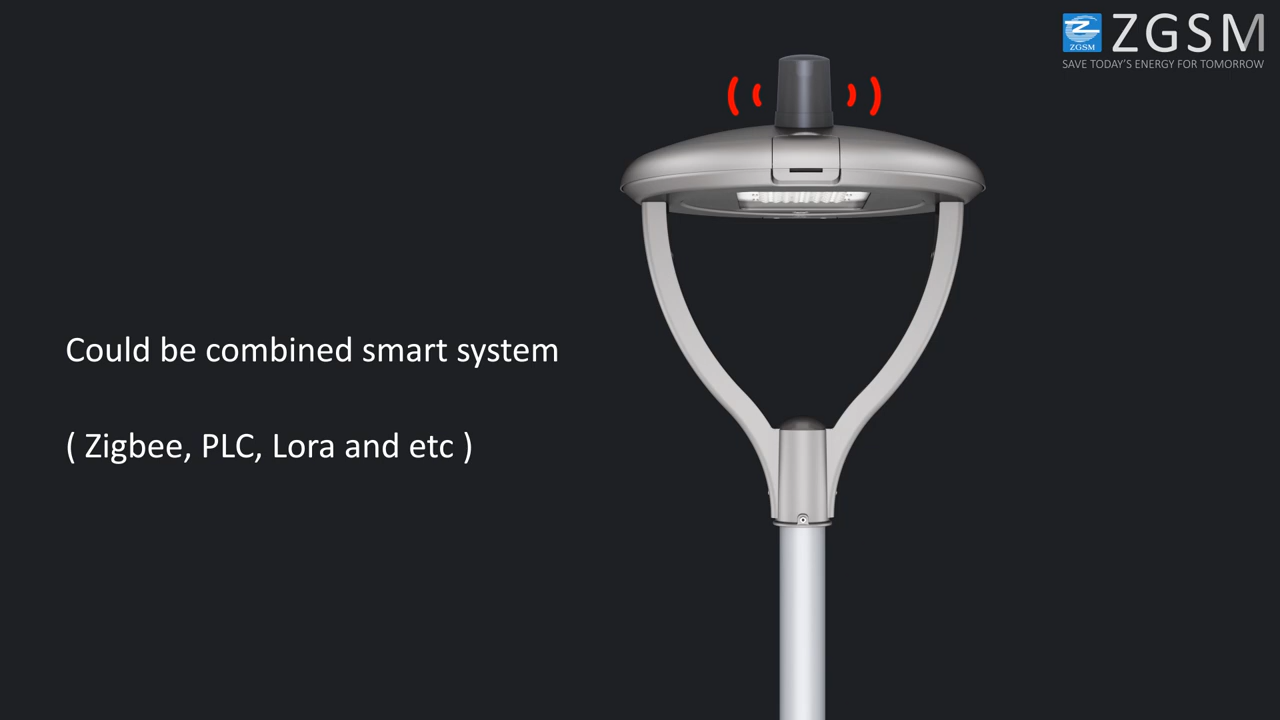 ZGSM
ZGSM
SAVE TODAY'S ENERGY FOR TOMORROW
Could be combined smart system
( Zigbee, PLC, Lora and etc )